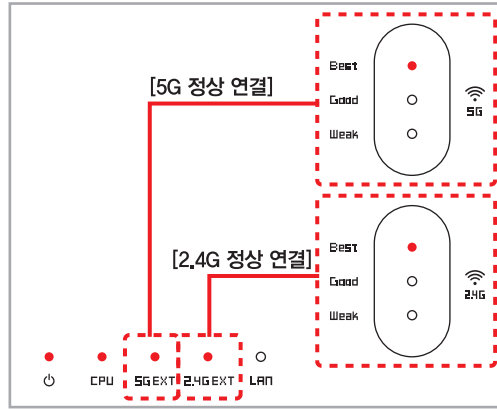 Best
Good
Weak
5G
[5G 정상 연결]
Best
Good
Weak
2.4G
[2.4G 정상 연결]
CPU 5G EXT 2.4G EXT LAN